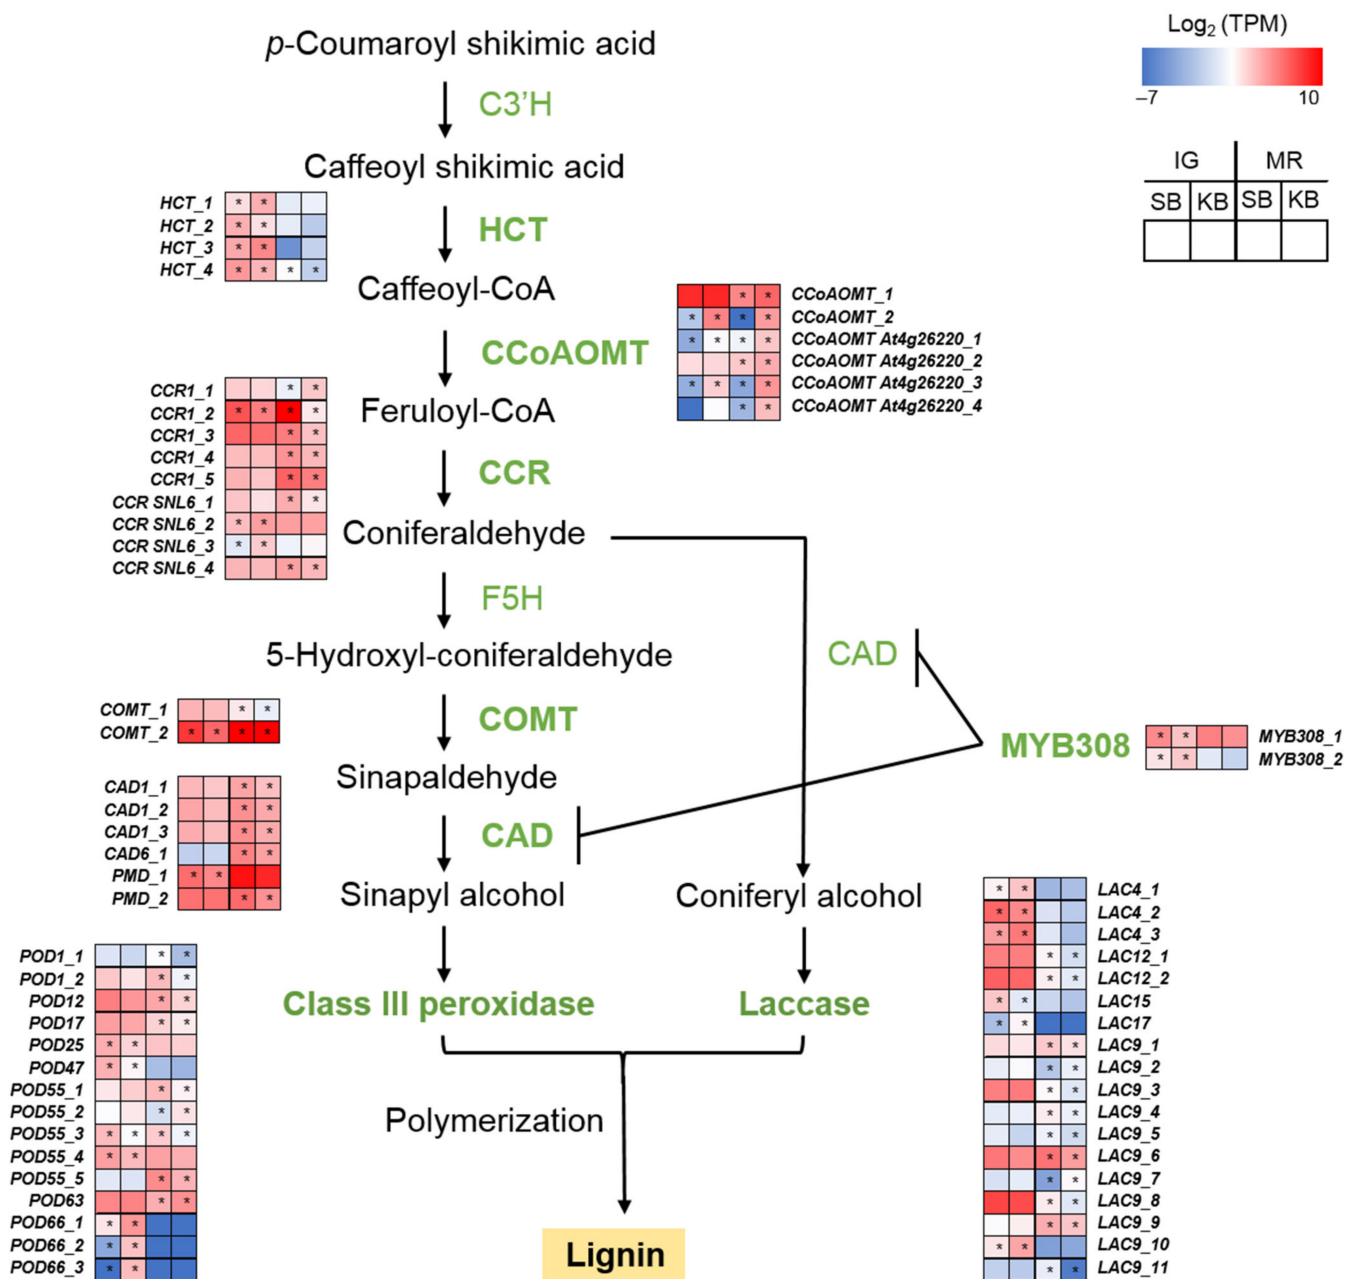 p-Coumaroyl shikimic acid
Log2 (TPM)
–7
10
C3’H
IG
MR
SB
KB
SB
KB
Caffeoyl shikimic acid
HCT_1
* *
HCT_2
* *
HCT_3
* *
HCT_4
* * * *
HCT
Caffeoyl-CoA
CCoAOMT
* * CCoAOMT_1
* * * * CCoAOMT_2
* * * * CCoAOMT At4g26220_1
* * CCoAOMT At4g26220_2
* * * * CCoAOMT At4g26220_3
* * CCoAOMT At4g26220_4
Feruloyl-CoA
CCR1_1 * *
CCR1_2 * * * *
CCR1_3 * *
CCR1_4 * *
CCR1_5 * *
CCR SNL6_1 * *
CCR SNL6_2 * *
CCR SNL6_3 * *
CCR SNL6_4 * *
CCR
Coniferaldehyde
F5H
5-Hydroxyl-coniferaldehyde
CAD
COMT_1 * *
COMT_2 * * * *
COMT
MYB308
* * MYB308_1
* * MYB308_2
Sinapaldehyde
CAD1_1 * *
CAD1_2 * *
CAD1_3 * *
CAD6_1 * *
PMD_1 * *
PMD_2 * *
CAD
Sinapyl alcohol
Coniferyl alcohol
POD1_1 * *
POD1_2 * *
POD12 * *
POD17 * *
POD25 * *
POD47 * *
POD55_1 * *
POD55_2 * *
POD55_3 * * * *
POD55_4 * *
POD55_5 * *
POD63 * *
POD66_1 * *
POD66_2 * *
POD66_3 * *
Class III peroxidase
Laccase
* * LAC4_1
* * LAC4_2
* * LAC4_3
* * LAC12_1
* * LAC12_2
* * LAC15
* * LAC17
* * LAC9_1
* * LAC9_2
* * LAC9_3
* * LAC9_4
* * LAC9_5
* * LAC9_6
* * LAC9_7
* * LAC9_8
* * LAC9_9
* * LAC9_10
* * LAC9_11
Polymerization
Lignin